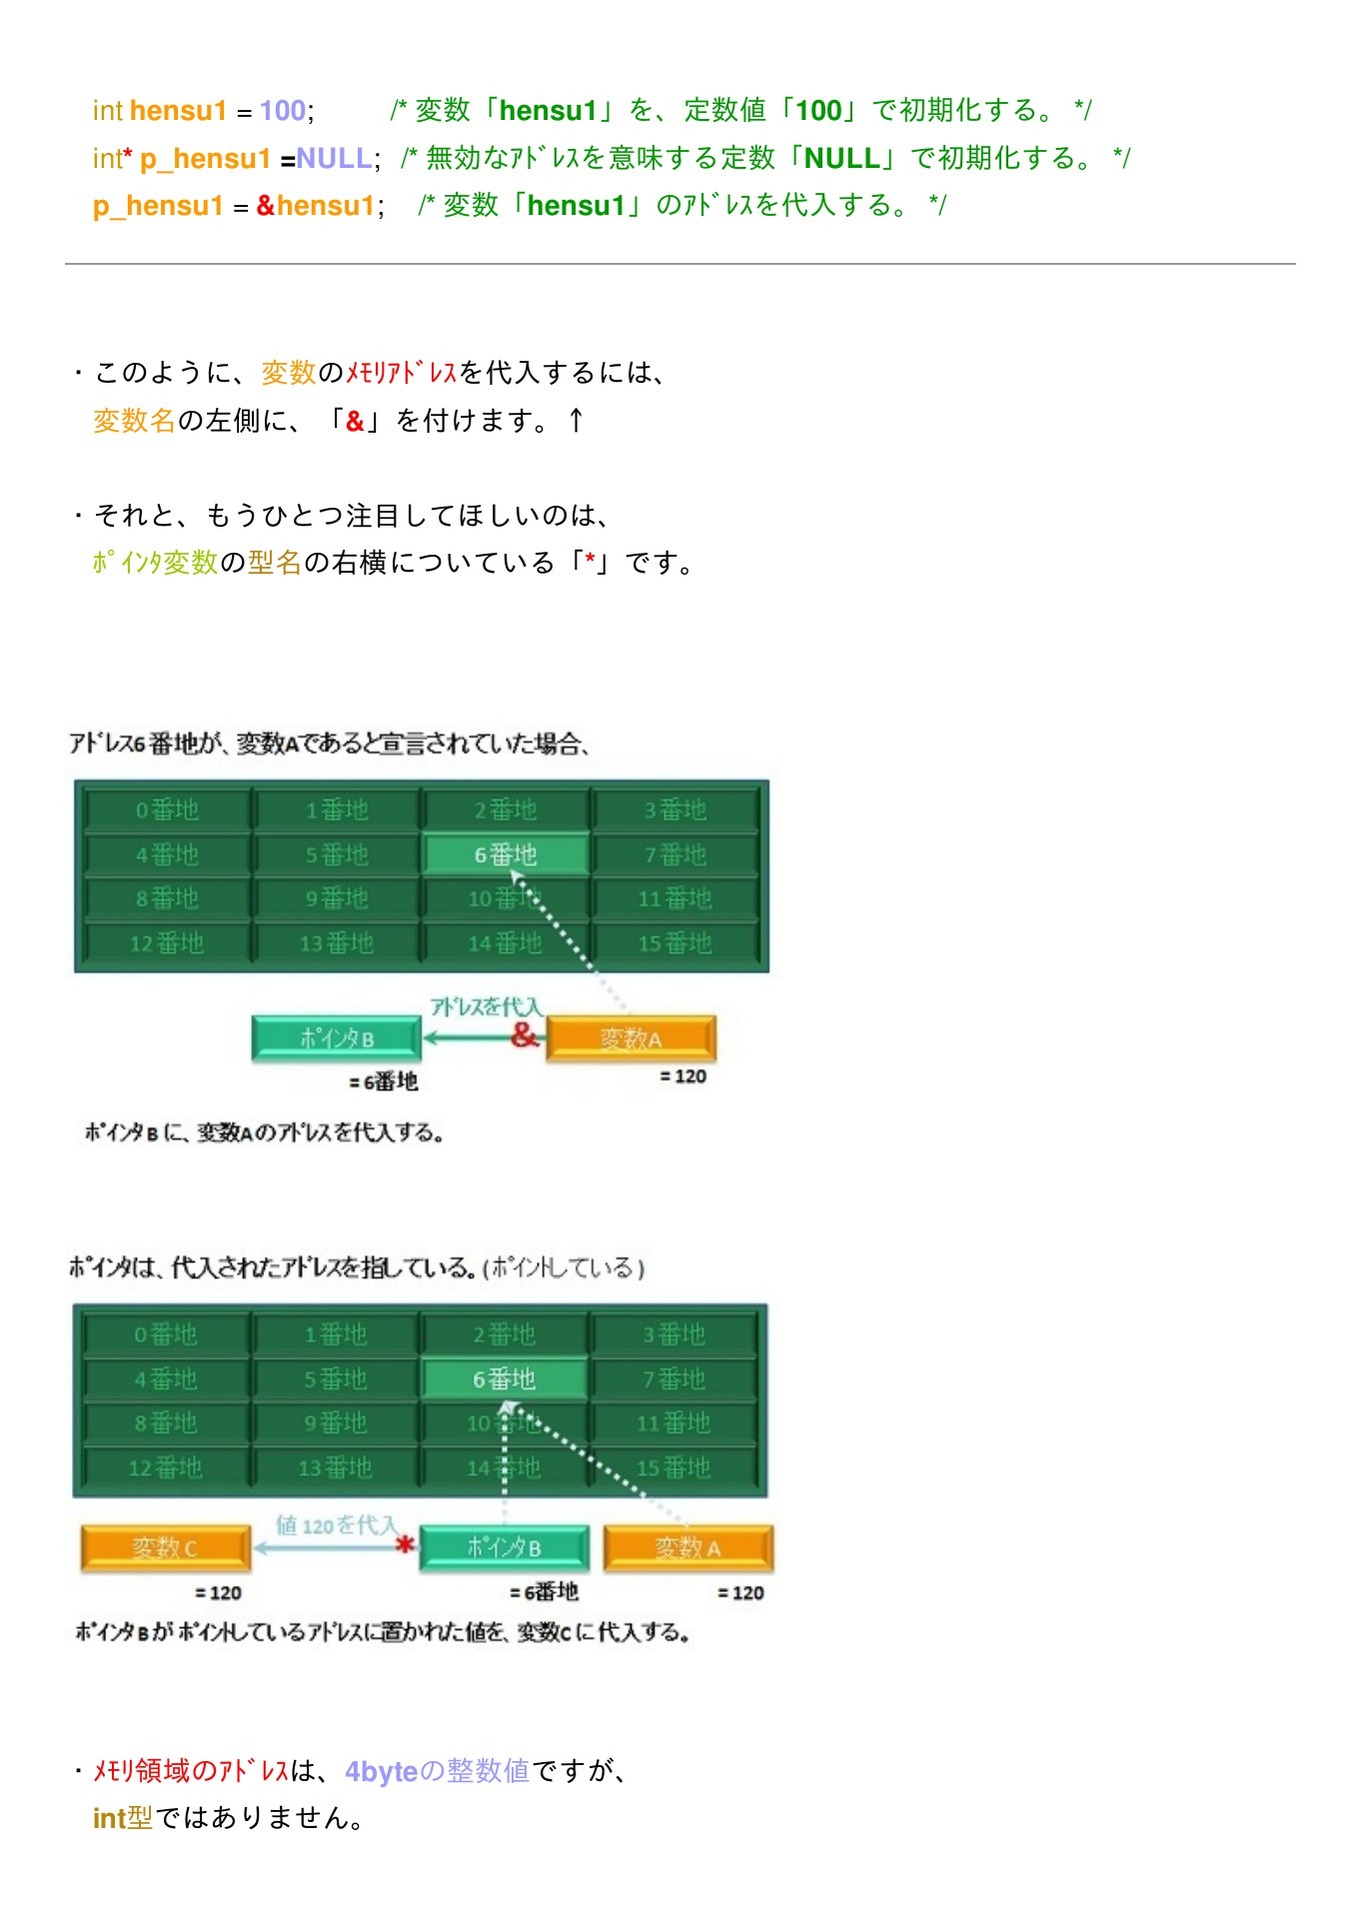 int hensu1 = 100; /* 変数「hensu1」を、定数値「100」で初期化する。 */
int* p_hensu1 =NULL; /* 無効なｱﾄﾞﾚｽを意味する定数「NULL」で初期化する。 */
p_hensu1 = &hensu1; /* 変数「hensu1」のｱﾄﾞﾚｽを代入する。 */
・このように、変数のﾒﾓﾘｱﾄﾞﾚｽを代入するには、
変数名の左側に、「&」を付けます。↑
・それと、もうひとつ注目してほしいのは、
ﾎﾟｲﾝﾀ変数の型名の右横についている「*」です。
アドレス6番地が、変数Aであると宣言されていた場合、
0番地 1番地 2番地 3番地
4番地 5番地 6番地 7番地
8番地 9番地 10番地 11番地
12番地 13番地 14番地 15番地
アドレスを代入
ポインタB & 変数A
= 6番地 = 120
ポインタBに、変数Aのアドレスを代入する。
ポインタは、代入されたアドレスを指している。(ポイントしている)
0番地 1番地 2番地 3番地
4番地 5番地 6番地 7番地
8番地 9番地 10番地 11番地
12番地 13番地 14番地 15番地
値120を代入
変数C * ポインタB 変数A
= 120 = 6番地 = 120
ポインタBがポイントしているアドレスに置かれた値を、変数Cに代入する。
・ﾒﾓﾘ領域のｱﾄﾞﾚｽは、4byteの整数値ですが、
int型ではありません。